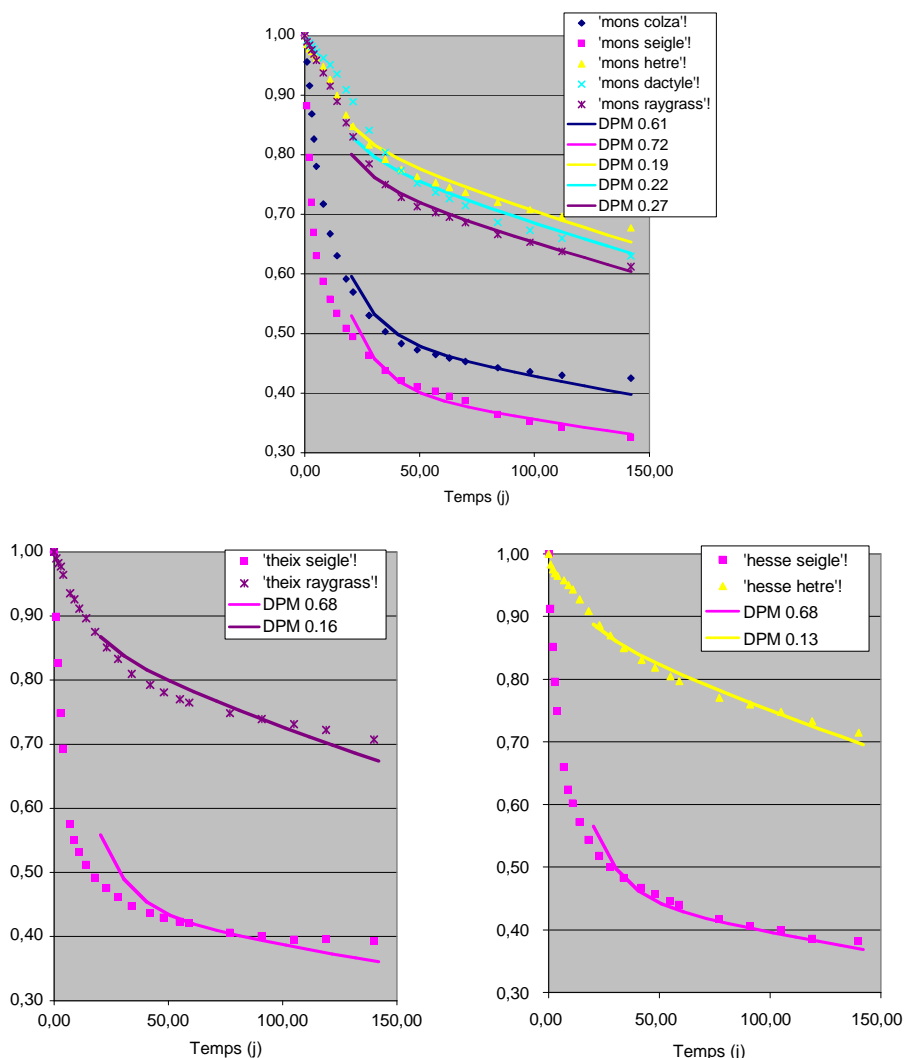 'mons colza'!
'mons seigle'!
'mons hetre'!
'mons dactyle'!
'mons raygrass'!
DPM 0.61
DPM 0.72
DPM 0.19
DPM 0.22
DPM 0.27
1,00
0,90
0,80
0,70
0,60
0,50
0,40
0,30
0,00 50,00 100,00 150,00
Temps (j)
'theix seigle'!
'theix raygrass'!
DPM 0.68
DPM 0.16
1,00
0,90
0,80
0,70
0,60
0,50
0,40
0,30
0,00 50,00 100,00 150,00
Temps (j)
'hesse seigle'!
'hesse hetre'!
DPM 0.68
DPM 0.13
1,00
0,90
0,80
0,70
0,60
0,50
0,40
0,30
0,00 50,00 100,00 150,00
Temps (j)